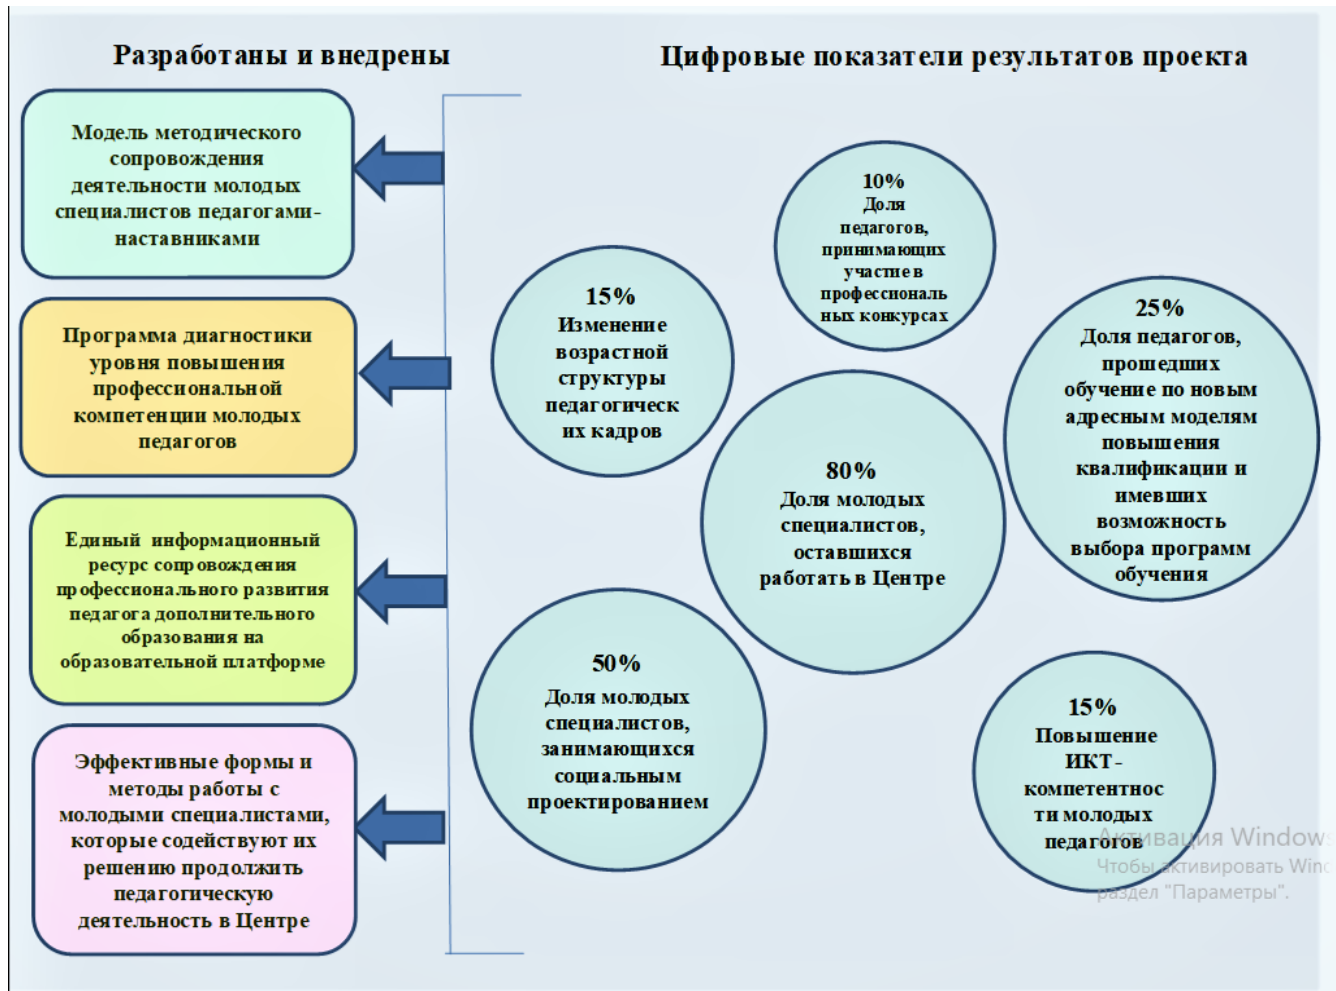 Разработаны и внедрены
Модель методического
сопровождения
деятельности молодых
специалистов педагогами-
наставниками
Программа диагностики
уровня повышения
профессиональной
компетенции молодых
педагогов
Единый информационный
ресурс сопровождения
профессионального развития
педагога дополнительного
образования на
образовательной платформе
Эффективные формы и
методы работы с
молодыми специалистами,
которые содействуют их
решению продолжить
педагогическую
деятельность в Центре
Цифровые показатели результатов проекта
10%
Доля
педагогов,
принимающих
участие в
профессиональ
ных конкурсах
15%
Изменение
возрастной
структуры
педагогическ
их кадров
25%
Доля педагогов,
прошедших
обучение по новым
адресным моделям
повышения
квалификации и
имевших
возможность
выбора программ
обучения
80%
Доля молодых
специалистов,
оставшихся
работать в Центре
50%
Доля молодых
специалистов,
занимающихся
социальным
проектированием
15%
Повышение
ИКТ-
компетентнос
ти молодых
педагогов
Активация Windows
Чтобы активировать Winc
раздел "Параметры".